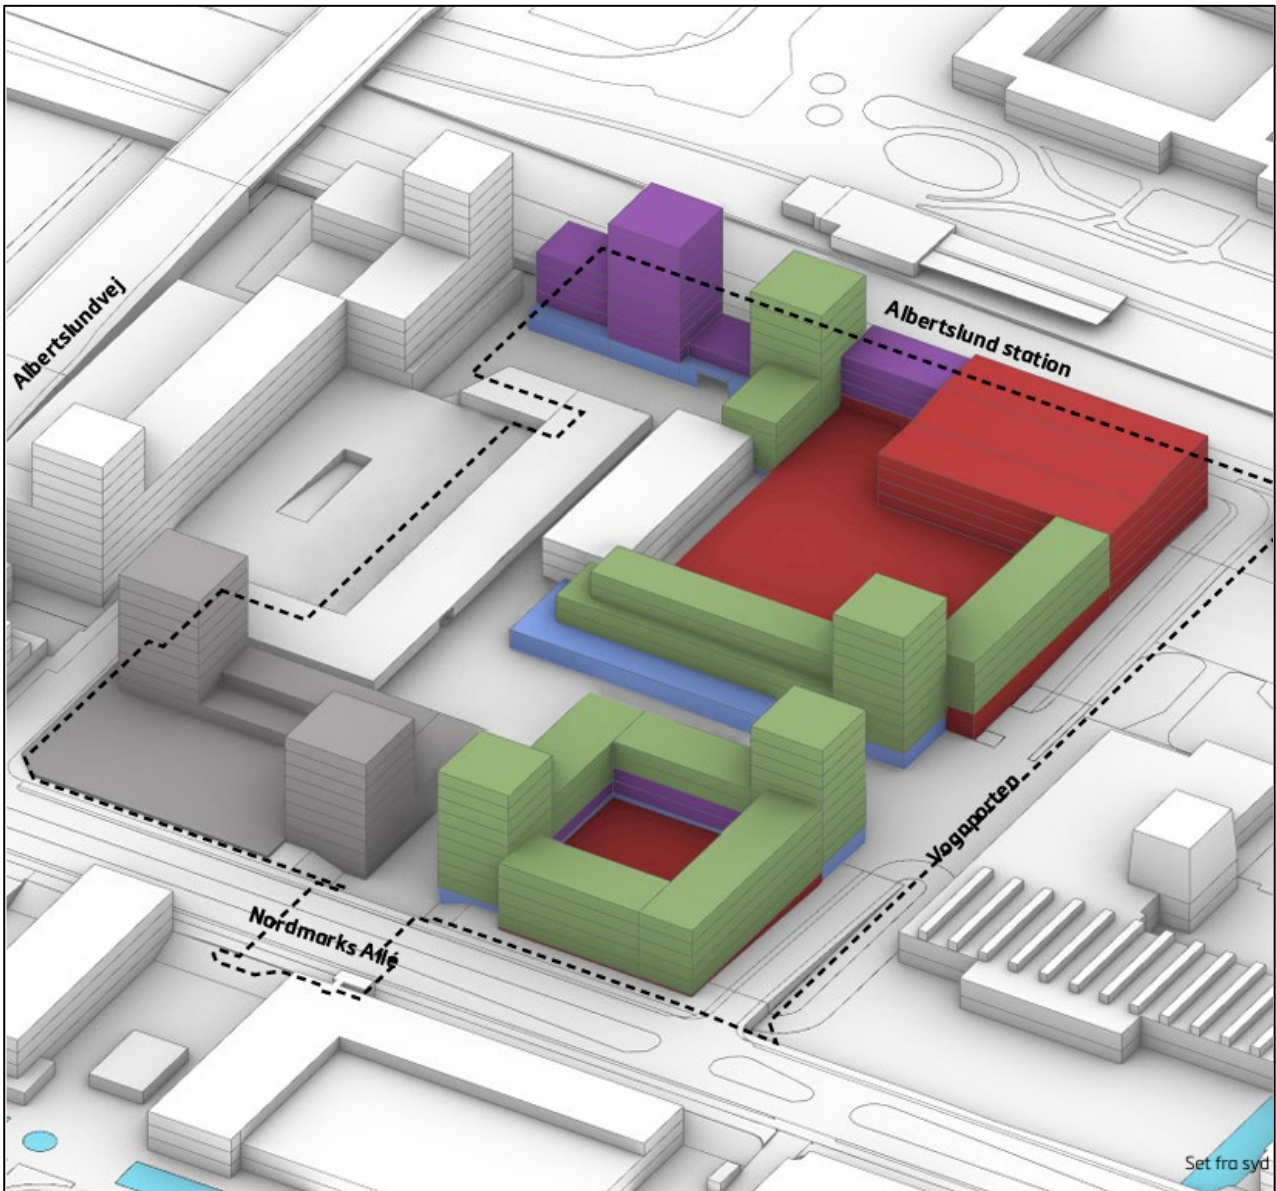 Albertslundvej
Albertslund station
Vognporten
Nordmarks Allé
Set fra syd